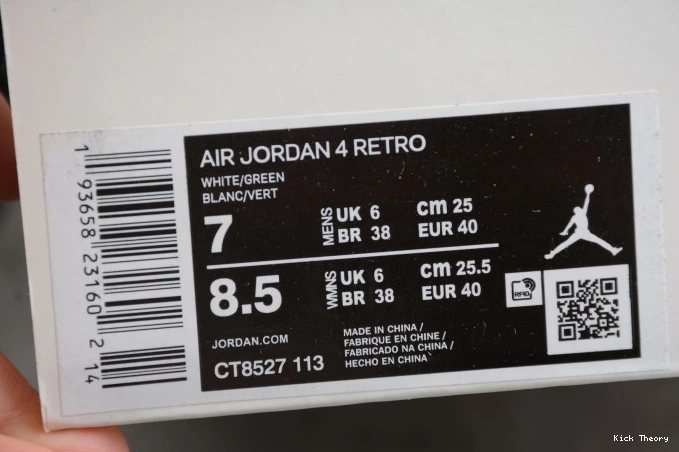 AIR JORDAN 4 RETRO
WHITE/GREEN
BLANC/VERT
7
MENS
UK 6 cm 25
BR 38 EUR 40
8.5
WMNS
UK 6 cm 25.5
BR 38 EUR 40
JORDAN.COM
CT8527 113
MADE IN CHINA /
FABRIQUE EN CHINE /
FABRICADO NA CHINA /
HECHO EN CHINA
RFID
1 93658 23160 2 14
Kick Theory